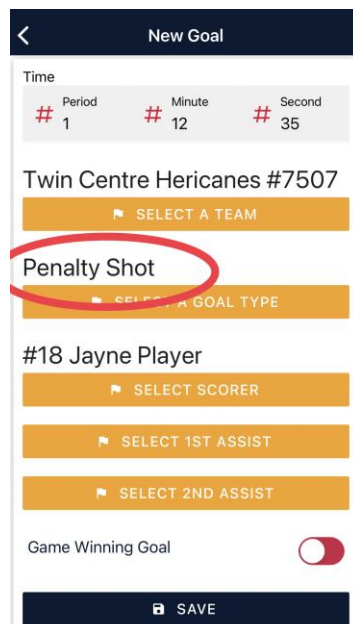 New Goal
Time
# Period # Minute # Second
1 12 35
Twin Centre Hericanes #7507
SELECT A TEAM
Penalty Shot
SELECT A GOAL TYPE
#18 Jayne Player
SELECT SCORER
SELECT 1ST ASSIST
SELECT 2ND ASSIST
Game Winning Goal
SAVE